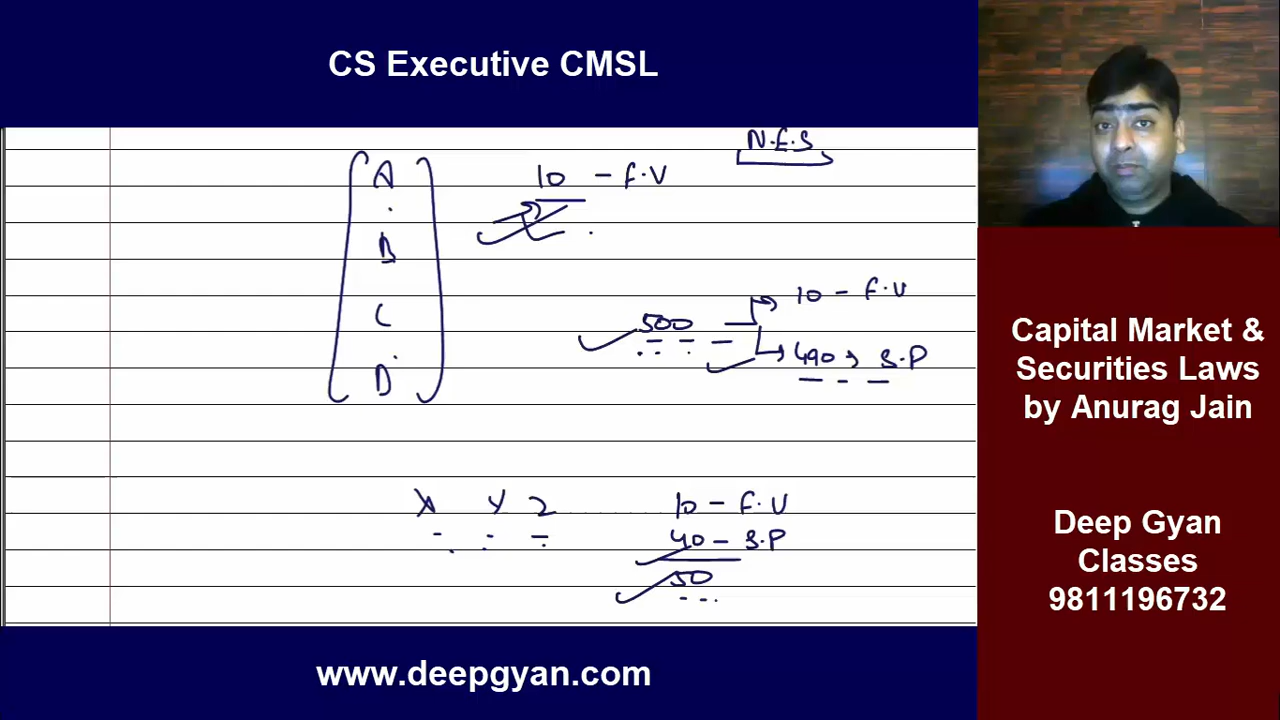 CS Executive CMSL
N.E.S
A
10 - F.V
B
10 - F.V
C
500
490 → S.P
D
X Y Z
10 - F.V
40 - S.P
50
Capital Market &
Securities Laws
by Anurag Jain
Deep Gyan
Classes
9811196732
www.deepgyan.com